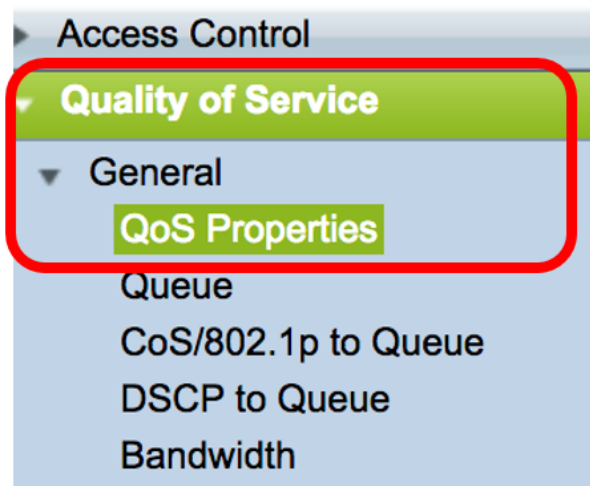 Access Control
Quality of Service
General
QoS Properties
Queue
CoS/802.1p to Queue
DSCP to Queue
Bandwidth